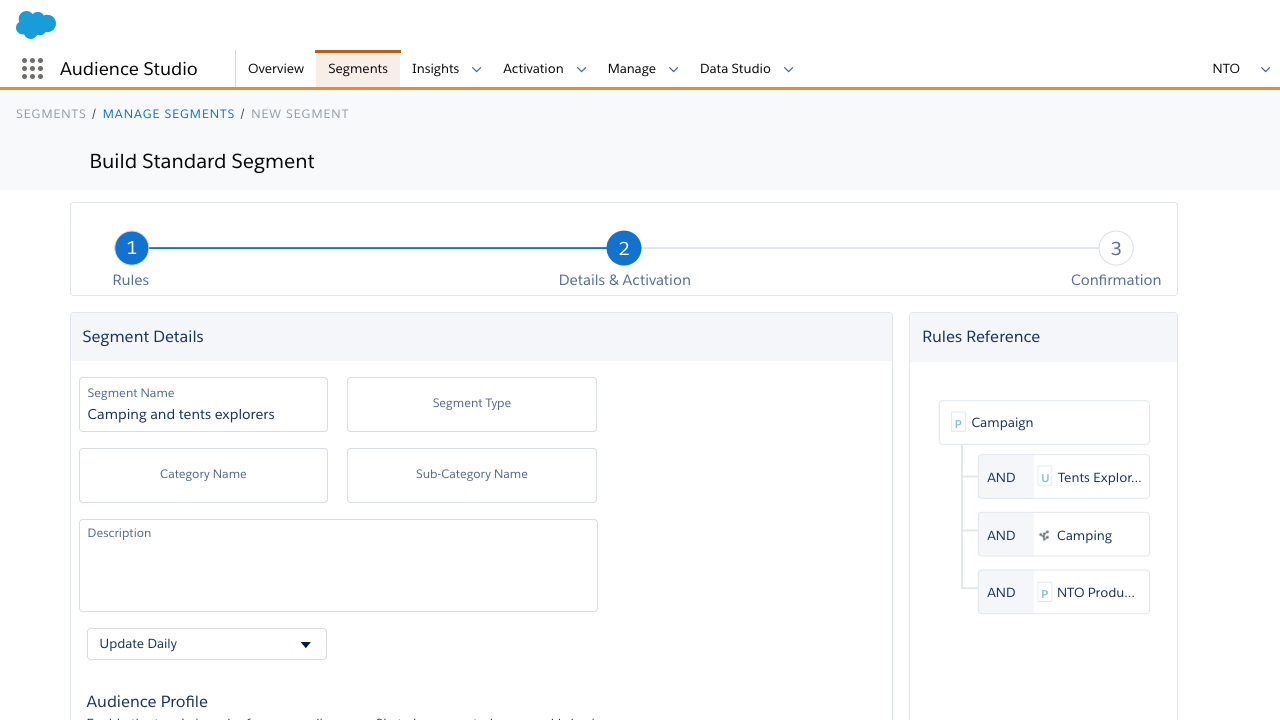 Audience Studio
Overview
Segments
Insights
Activation
Manage
Data Studio
NTO
SEGMENTS / MANAGE SEGMENTS / NEW SEGMENT
Build Standard Segment
1
2
3
Rules
Details & Activation
Confirmation
Segment Details
Segment Name
Camping and tents explorers
Segment Type
Category Name
Sub-Category Name
Description
Update Daily
Audience Profile
Rules Reference
P Campaign
AND U Tents Explor...
AND Camping
AND P NTO Produ...